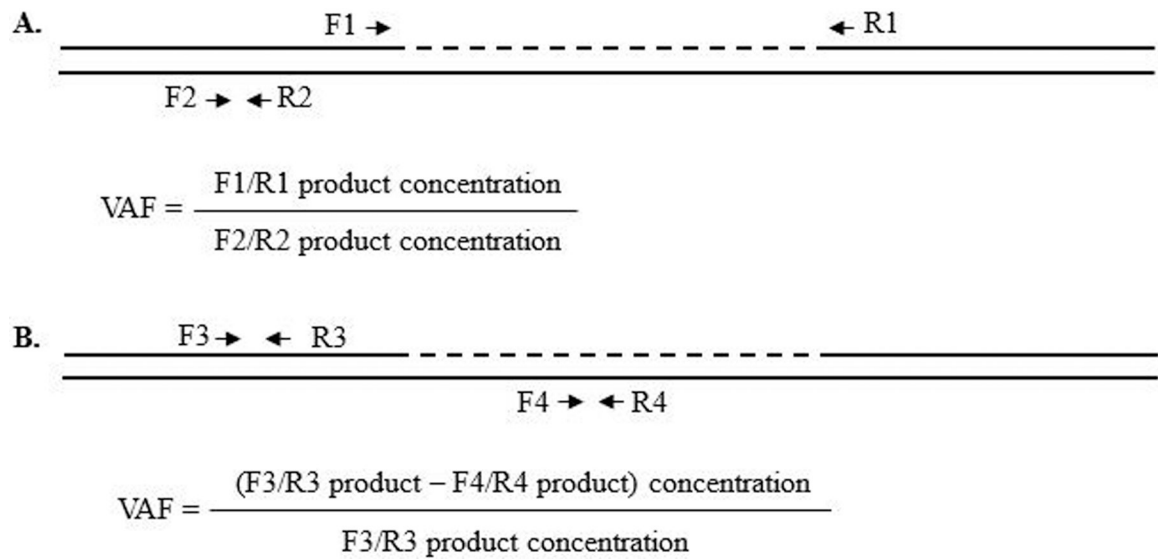 A.
F1 R1
F2 R2
F1/R1 product concentration
VAF =
F2/R2 product concentration
B.
F3 R3
F4 R4
(F3/R3 product – F4/R4 product) concentration
VAF =
F3/R3 product concentration